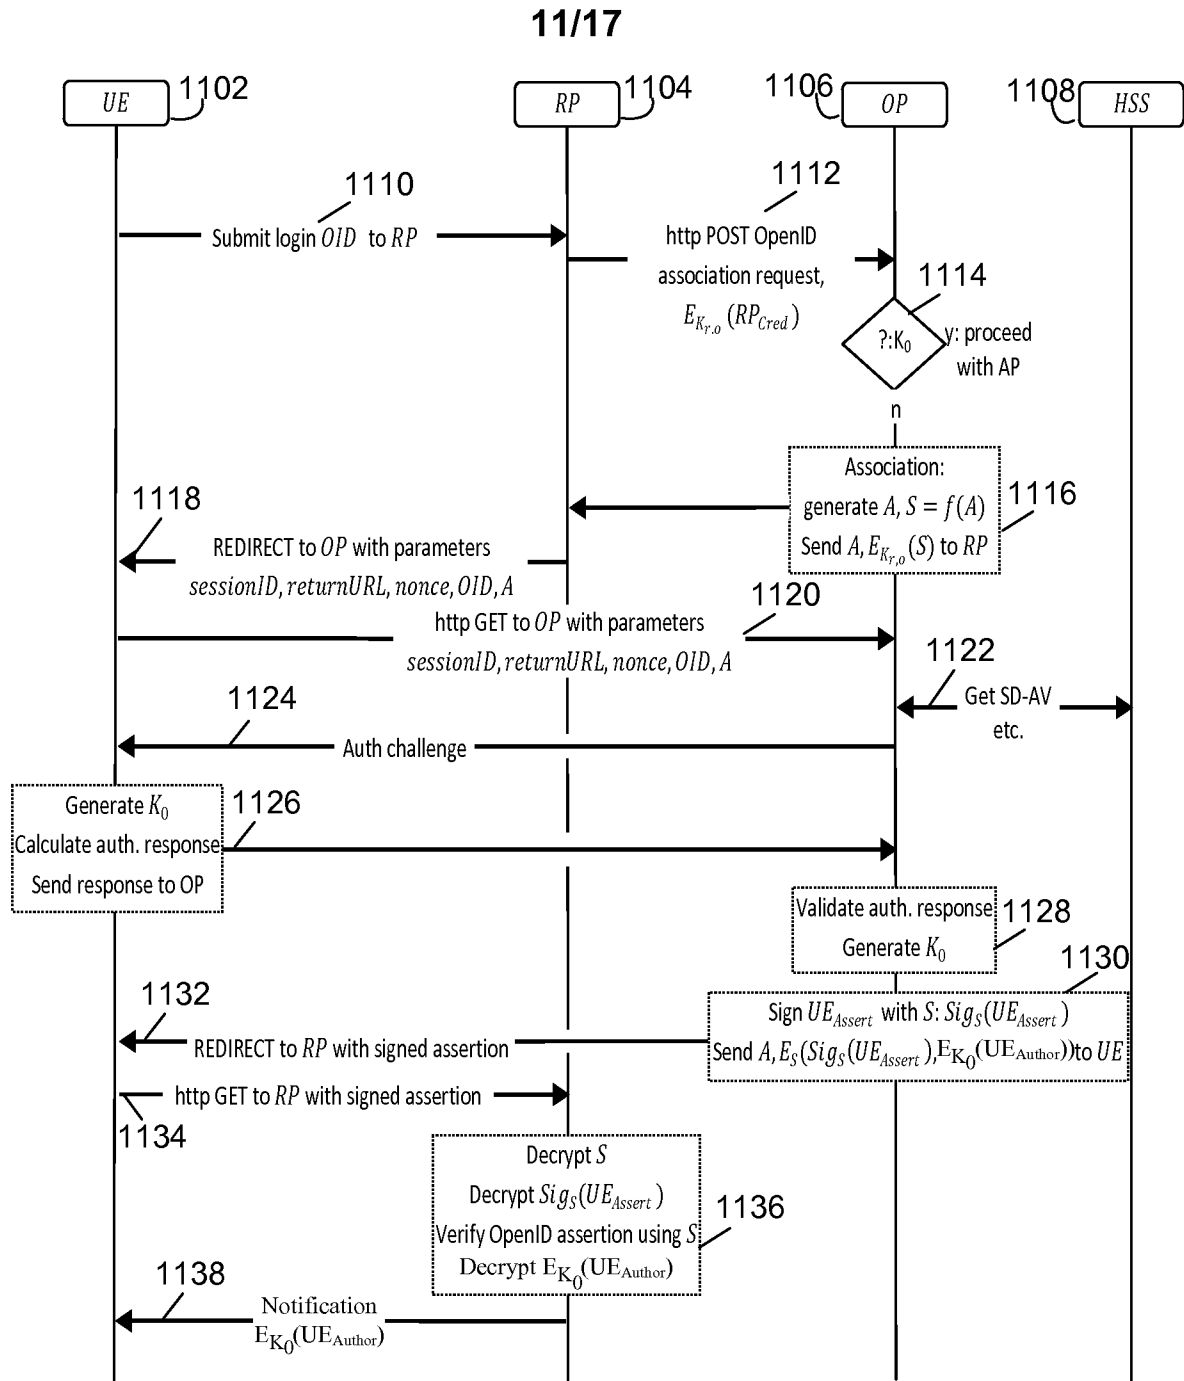 11/17
UE
1102
RP
1104
1106
OP
1108
HSS
1110
Submit login OID to RP
1112
http POST OpenID
association request,
E_{K_{r.o}}(RP_{Cred})
1114
?:K₀
y: proceed
with AP
n
Association:
generate A, S = f(A)
Send A, E_{K_{r,o}}(S) to RP
1116
1118
REDIRECT to OP with parameters
sessionID, returnURL, nonce, OID, A
1120
http GET to OP with parameters
sessionID, returnURL, nonce, OID, A
1122
Get SD-AV
etc.
1124
Auth challenge
Generate K₀
Calculate auth. response
Send response to OP
1126
Validate auth. response
Generate K₀
1128
1130
Sign UE_{Assert} with S: Sig_S(UE_{Assert})
Send A, E_S(Sig_S(UE_{Assert}), E_{K₀}(UE_{Author})) to UE
1132
REDIRECT to RP with signed assertion
http GET to RP with signed assertion
1134
Decrypt S
Decrypt Sig_S(UE_{Assert})
Verify OpenID assertion using S
Decrypt E_{K₀}(UE_{Author})
1136
1138
Notification
E_{K₀}(UE_{Author})